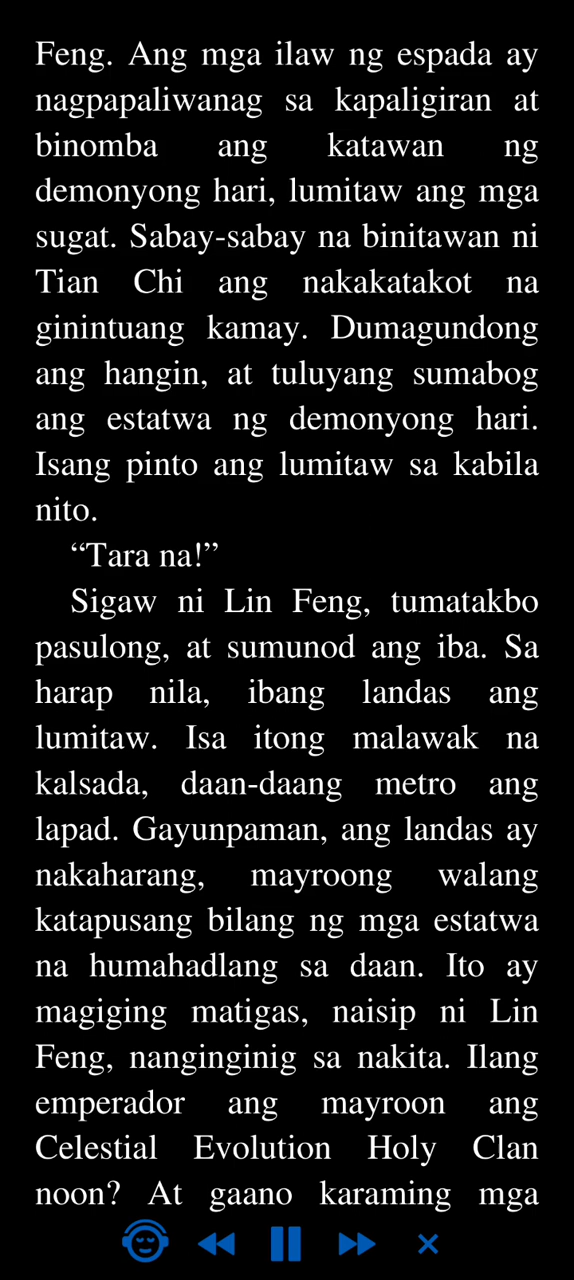 Feng. Ang mga ilaw ng espada ay
nagpapaliwanag sa kapaligiran at
binomba ang katawan ng
demonyong hari, lumitaw ang mga
sugat. Sabay-sabay na binitawan ni
Tian Chi ang nakakatakot na
ginintuang kamay. Dumagundong
ang hangin, at tuluyang sumabog
ang estatwa ng demonyong hari.
Isang pinto ang lumitaw sa kabila
nito.
“Tara na!”
Sigaw ni Lin Feng, tumatakbo
pasulong, at sumunod ang iba. Sa
harap nila, ibang landas ang
lumitaw. Isa itong malawak na
kalsada, daan-daang metro ang
lapad. Gayunpaman, ang landas ay
nakaharang, mayroong walang
katapusang bilang ng mga estatwa
na humahadlang sa daan. Ito ay
magiging matigas, naisip ni Lin
Feng, nanginginig sa nakita. Ilang
emperador ang mayroon ang
Celestial Evolution Holy Clan
noon? At gaano karaming mga